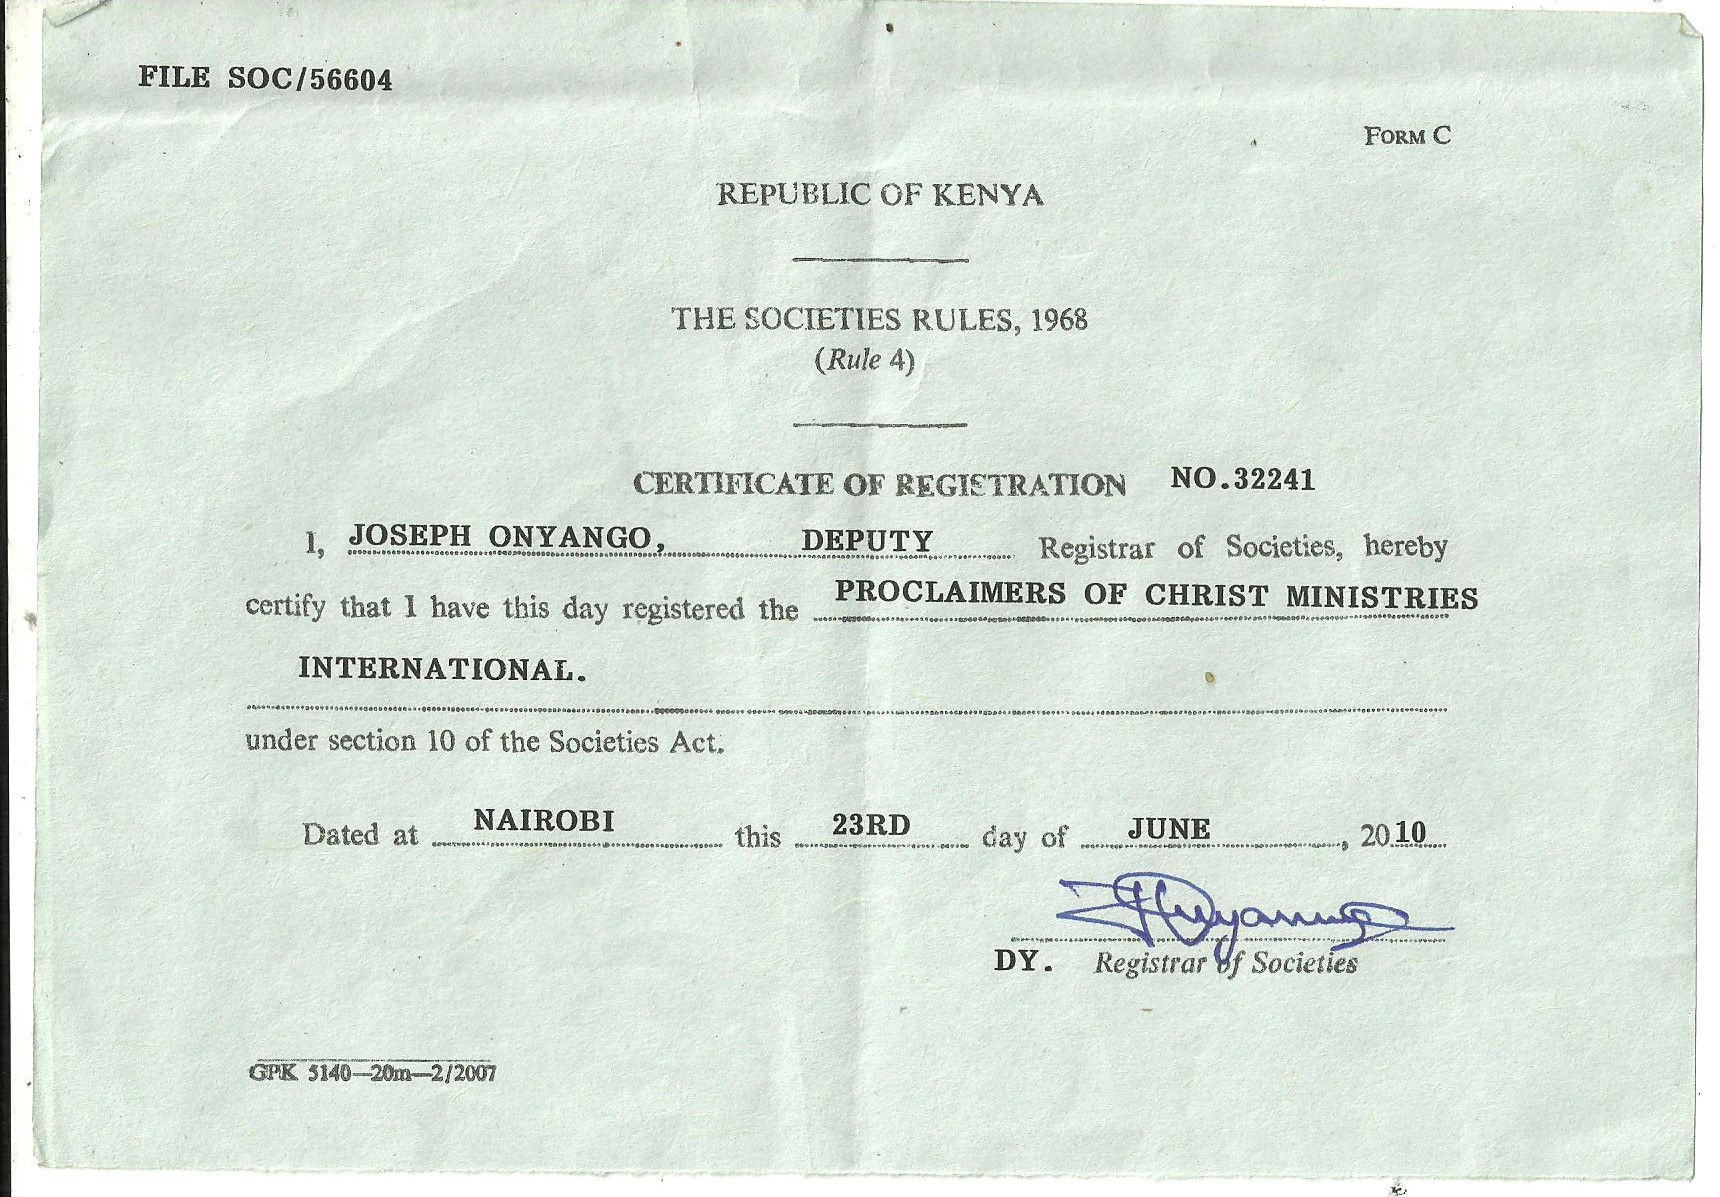 FILE SOC/56604
FORM C
REPUBLIC OF KENYA
THE SOCIETIES RULES, 1968
(Rule 4)
CERTIFICATE OF REGISTRATION NO.32241
I, JOSEPH ONYANGO, DEPUTY Registrar of Societies, hereby
certify that I have this day registered the PROCLAIMERS OF CHRIST MINISTRIES
INTERNATIONAL.
under section 10 of the Societies Act.
Dated at NAIROBI this 23RD day of JUNE, 2010
DY. Registrar of Societies
GPK 5140—20m—2/2007